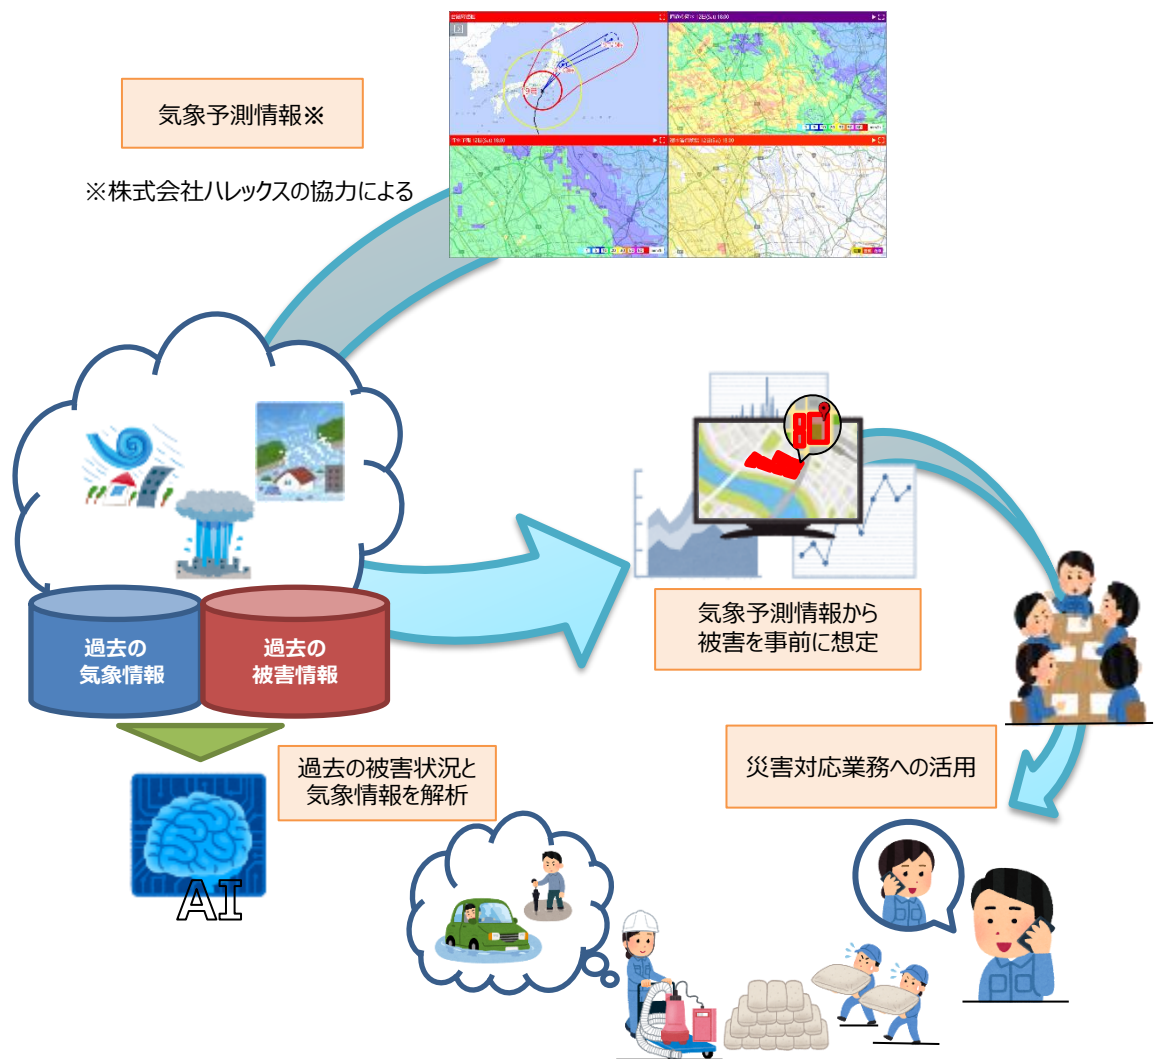 気象予測情報※
※株式会社ハレックスの協力による
過去の
気象情報
過去の
被害情報
気象予測情報から
被害を事前に想定
過去の被害状況と
気象情報を解析
災害対応業務への活用
AI